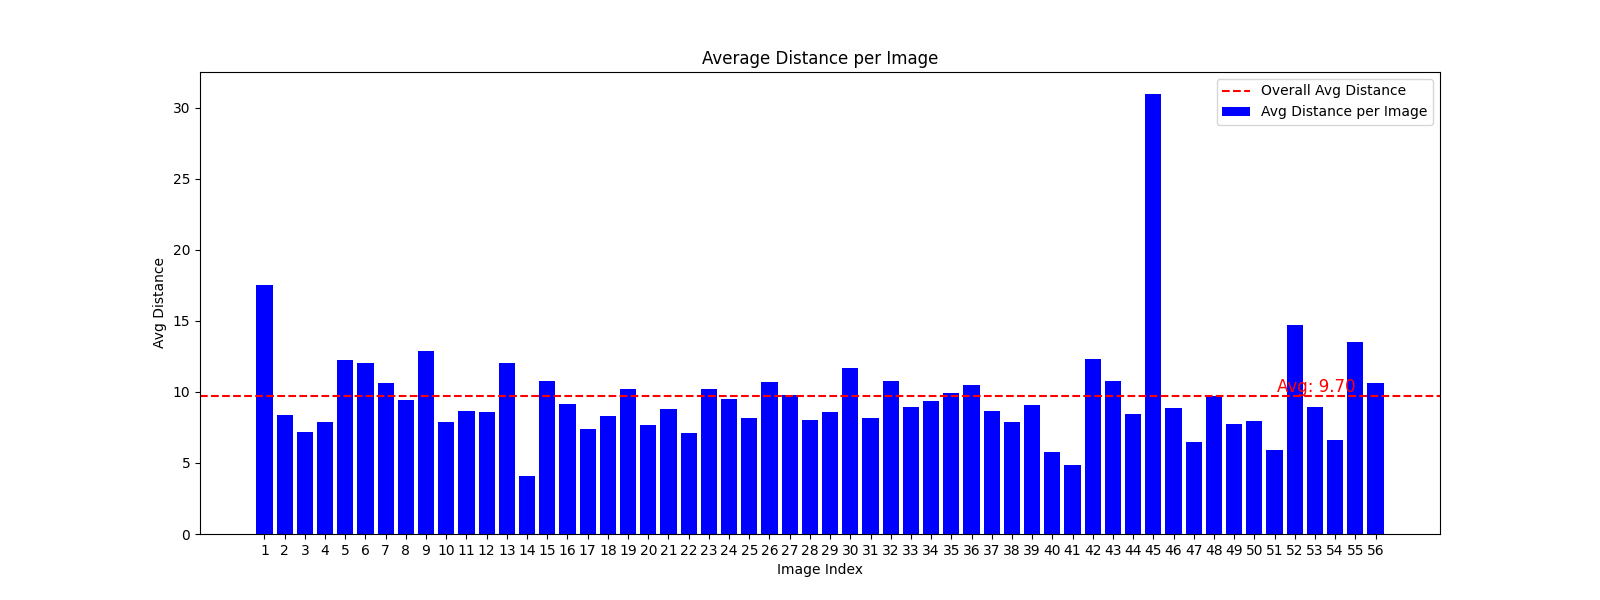 Average Distance per Image
Overall Avg Distance
Avg Distance per Image
30
25
20
15
10
5
0
Avg Distance
Avg: 9.70
1 2 3 4 5 6 7 8 9 10 11 12 13 14 15 16 17 18 19 20 21 22 23 24 25 26 27 28 29 30 31 32 33 34 35 36 37 38 39 40 41 42 43 44 45 46 47 48 49 50 51 52 53 54 55 56
Image Index